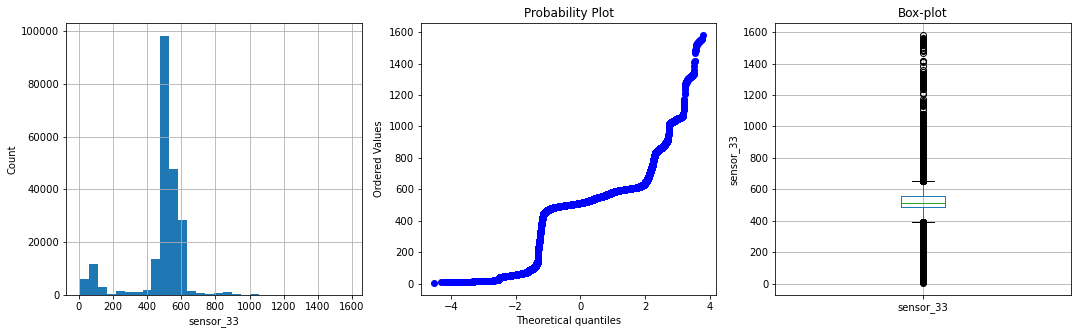 100000
80000
60000
40000
20000
0
Count
0 200 400 600 800 1000 1200 1400 1600
sensor_33
Probability Plot
1600
1400
1200
1000
800
600
400
200
0
Ordered Values
−4 −2 0 2 4
Theoretical quantiles
Box-plot
1600
1400
1200
1000
800
600
400
200
0
sensor_33
sensor_33